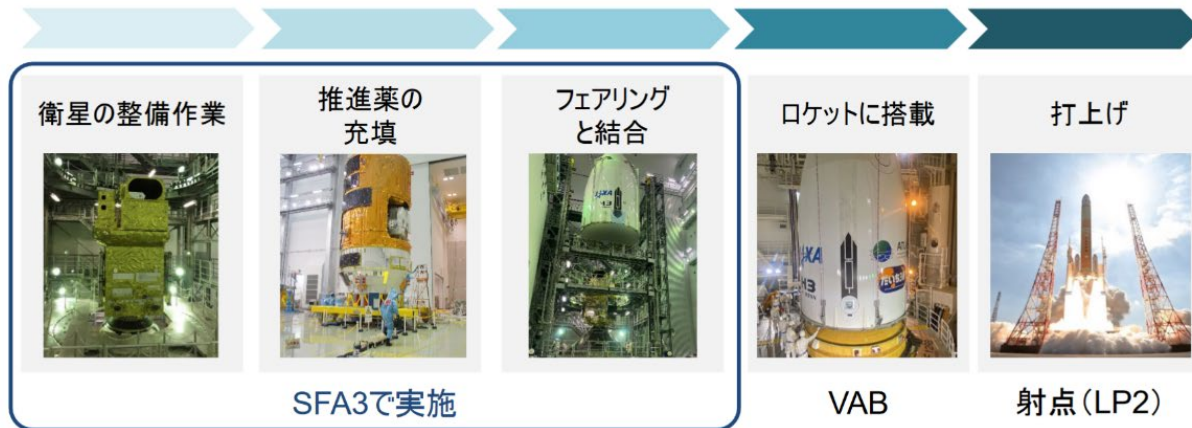 衛星の整備作業
推進薬の
充填
フェアリング
と結合
ロケットに搭載
打上げ
JAXA
H3
SFA3で実施
VAB
射点（LP2）